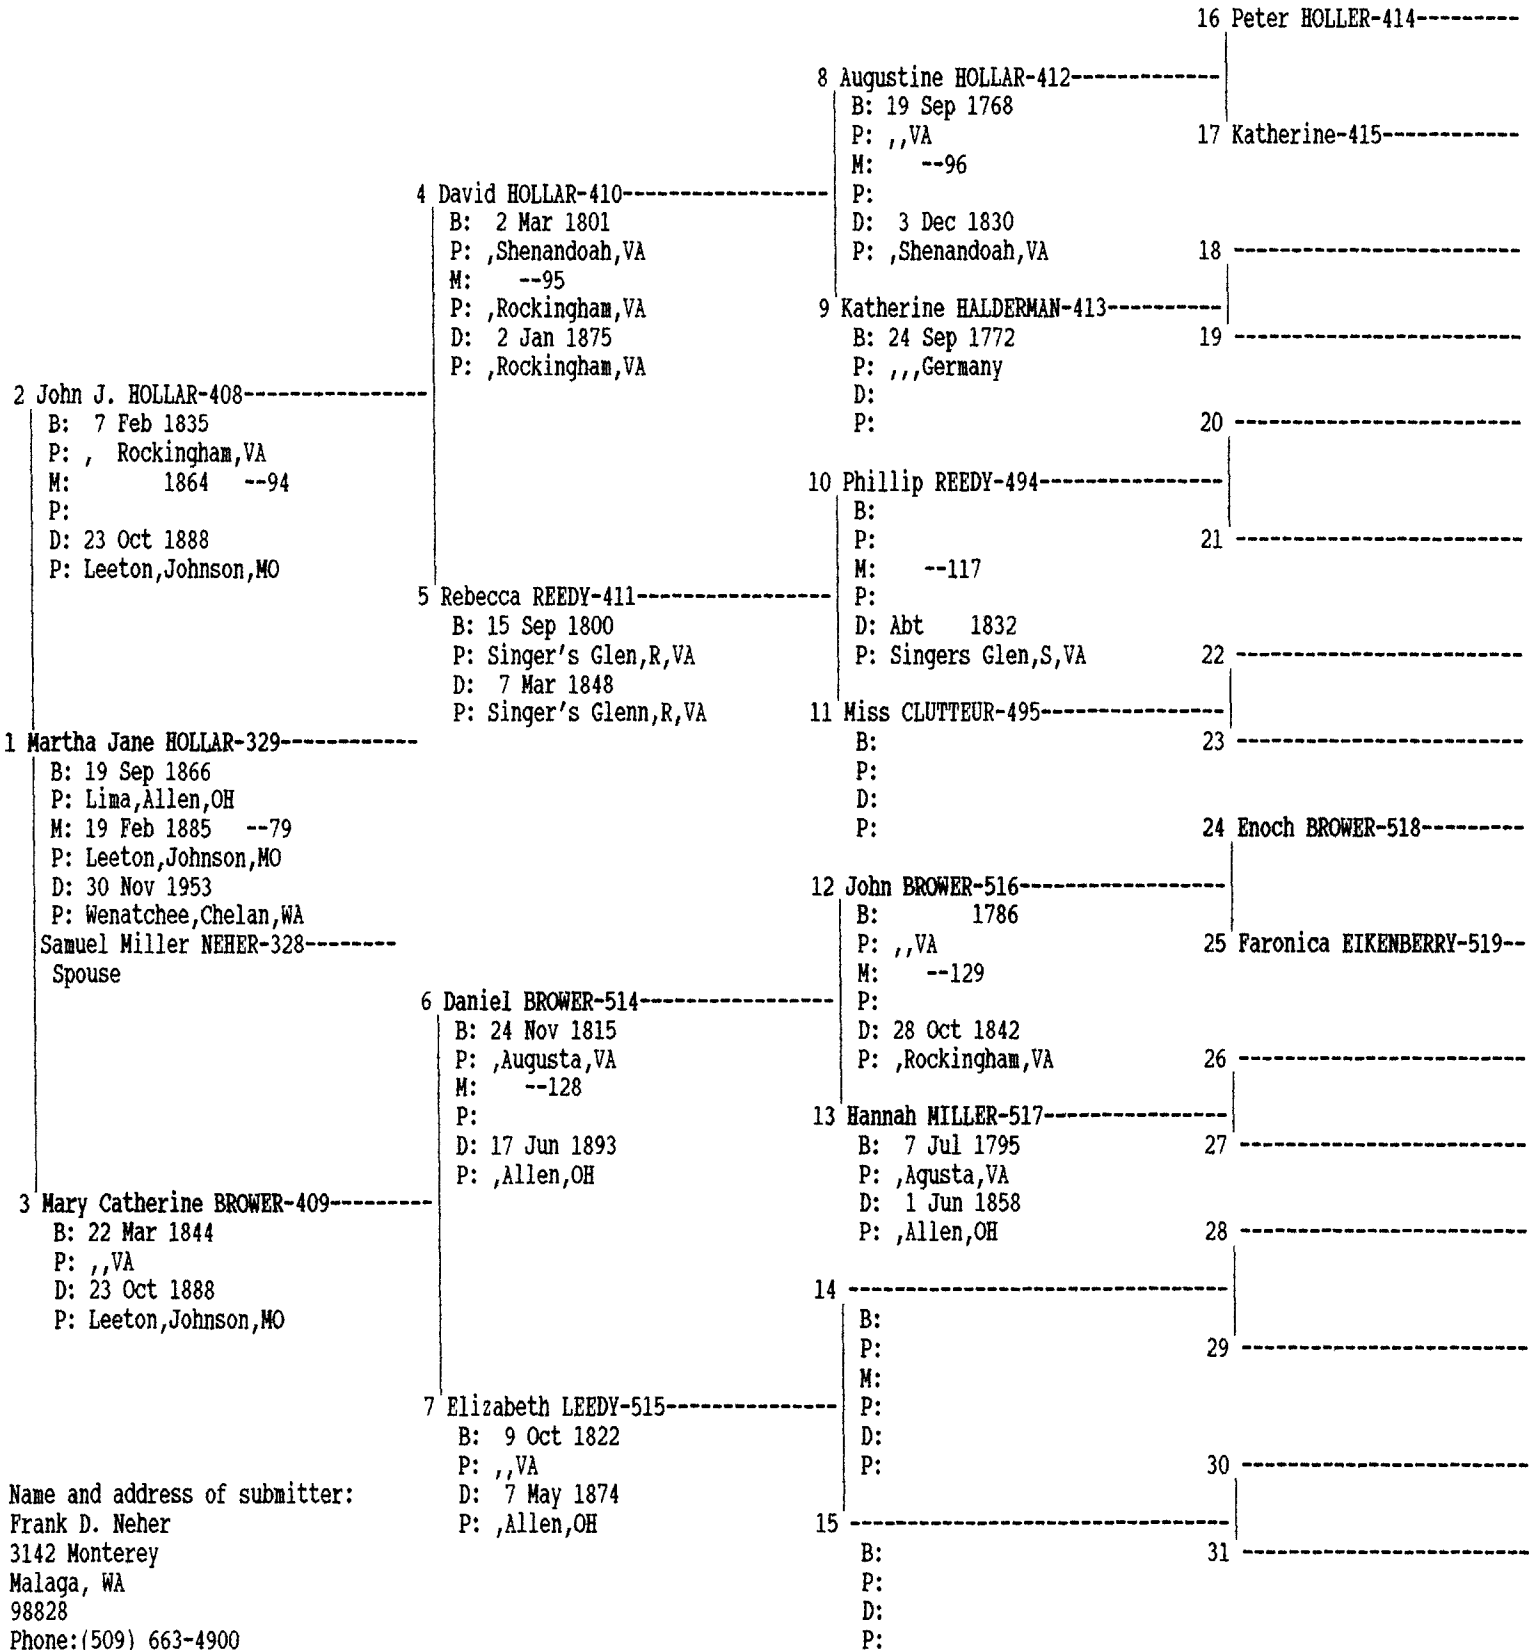 16 Peter HOLLER-414---------
8 Augustine HOLLAR-412-------------
B: 19 Sep 1768
P: ,,VA
M: --96
P:
D: 3 Dec 1830
P: ,Shenandoah,VA
17 Katherine-415------------
4 David HOLLAR-410------------------
B: 2 Mar 1801
P: ,Shenandoah,VA
M: --95
P: ,Rockingham,VA
D: 2 Jan 1875
P: ,Rockingham,VA
18 -------------------------
9 Katherine HALDERMAN-413----------
B: 24 Sep 1772
P: ,,,Germany
D:
P:
19 -------------------------
2 John J. HOLLAR-408----------------
B: 7 Feb 1835
P: , Rockingham,VA
M: 1864 --94
P:
D: 23 Oct 1888
P: Leeton,Johnson,MO
20 -------------------------
10 Phillip REEDY-494----------------
B:
P:
M: --117
P:
D: Abt 1832
P: Singers Glen,S,VA
21 -------------------------
5 Rebecca REEDY-411-----------------
B: 15 Sep 1800
P: Singer's Glen,R,VA
D: 7 Mar 1848
P: Singer's Glenn,R,VA
22 -------------------------
11 Miss CLUTTEUR-495----------------
B:
P:
D:
P:
23 -------------------------
1 Martha Jane HOLLAR-329------------
B: 19 Sep 1866
P: Lima,Allen,OH
M: 19 Feb 1885 --79
P: Leeton,Johnson,MO
D: 30 Nov 1953
P: Wenatchee,Chelan,WA
Samuel Miller NEHER-328--------
Spouse
24 Enoch BROWER-518---------
12 John BROWER-516------------------
B: 1786
P: ,,VA
M: --129
P:
D: 28 Oct 1842
P: ,Rockingham,VA
25 Faronica EIKENBERRY-519--
6 Daniel BROWER-514-----------------
B: 24 Nov 1815
P: ,Augusta,VA
M: --128
P:
D: 17 Jun 1893
P: ,Allen,OH
26 -------------------------
13 Hannah MILLER-517----------------
B: 7 Jul 1795
P: ,Agusta,VA
D: 1 Jun 1858
P: ,Allen,OH
27 -------------------------
3 Mary Catherine BROWER-409---------
B: 22 Mar 1844
P: ,,VA
D: 23 Oct 1888
P: Leeton,Johnson,MO
28 -------------------------
14 ---------------------------------
B:
P:
M:
P:
D:
P:
29 -------------------------
7 Elizabeth LEEDY-515---------------
B: 9 Oct 1822
P: ,,VA
D: 7 May 1874
P: ,Allen,OH
30 -------------------------
15 ---------------------------------
B:
P:
D:
P:
31 -------------------------
Name and address of submitter:
Frank D. Neher
3142 Monterey
Malaga, WA
98828
Phone:(509) 663-4900